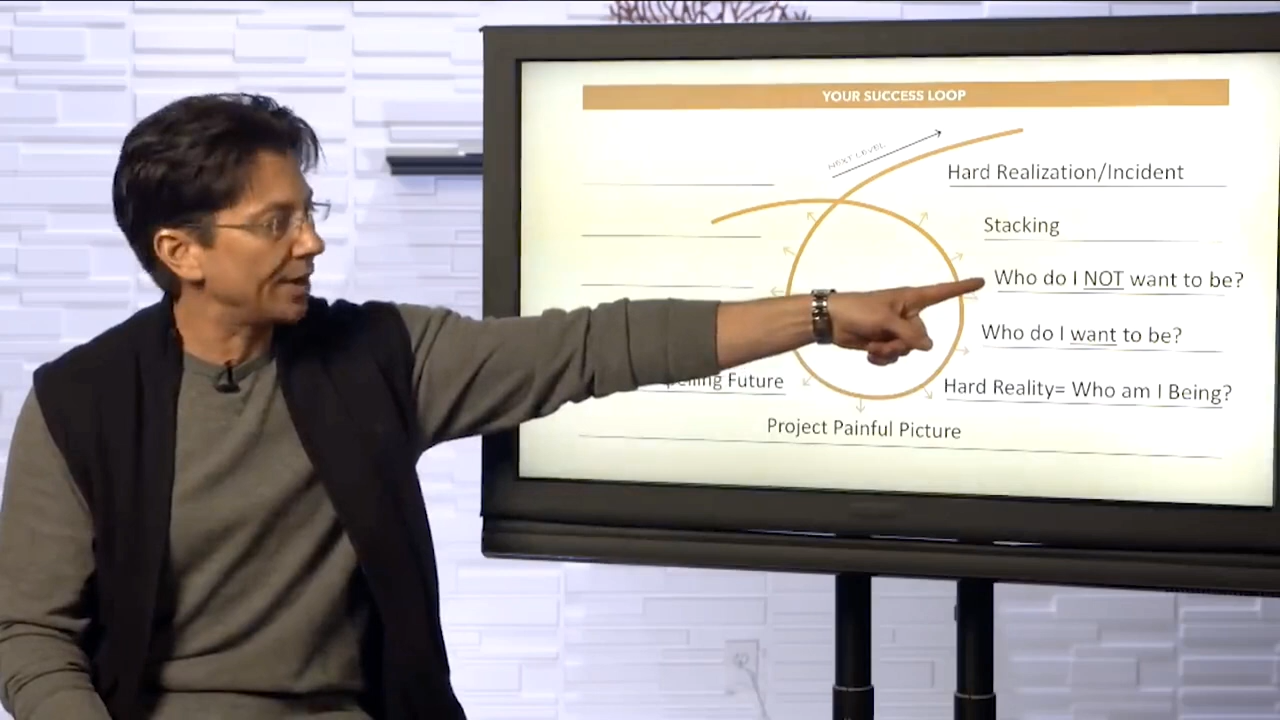 YOUR SUCCESS LOOP
NEXT LEVEL
Hard Realization/Incident
Stacking
Who do I NOT want to be?
Who do I want to be?
Hard Reality= Who am I Being?
Future
Project Painful Picture